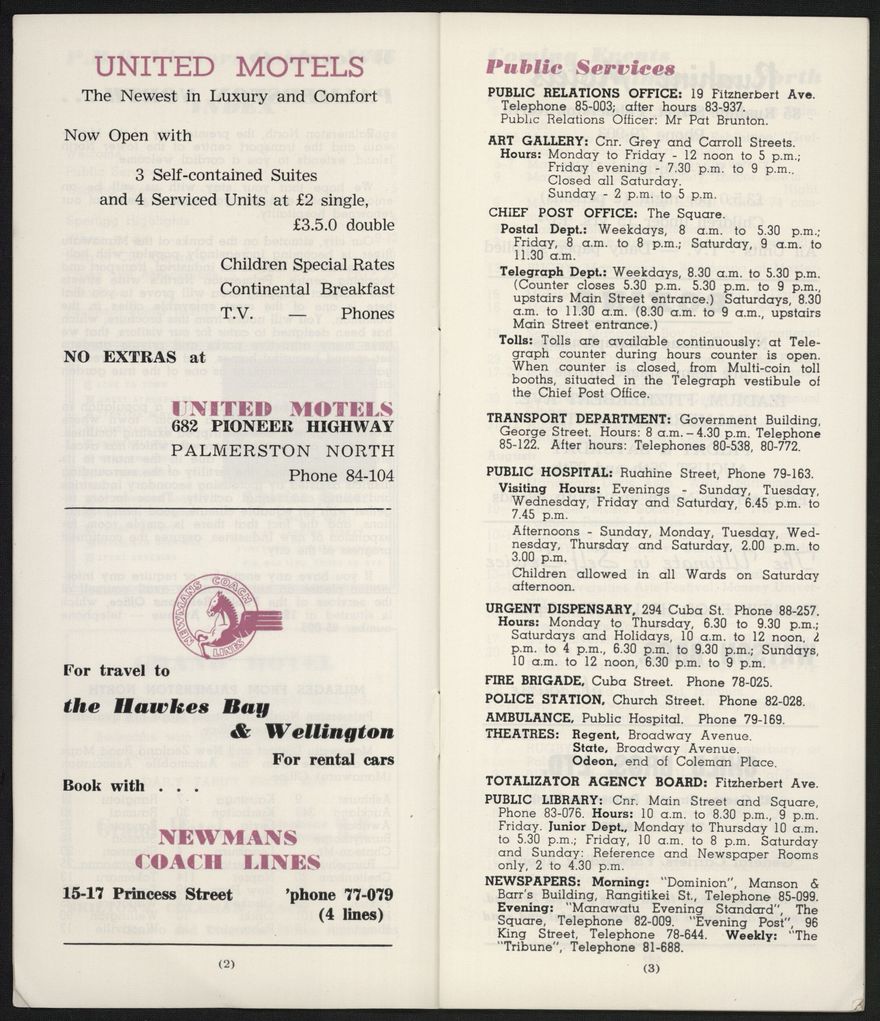 UNITED MOTELS
The Newest in Luxury and Comfort
Now Open with
3 Self-contained Suites
and 4 Serviced Units at £2 single,
£3.5.0 double
Children Special Rates
Continental Breakfast
T.V. — Phones
NO EXTRAS at
UNITED MOTELS
682 PIONEER HIGHWAY
PALMERSTON NORTH
Phone 84-104
NEWMANS COACH LINES
For travel to
the Hawkes Bay
& Wellington
For rental cars
Book with . . .
NEWMANS
COACH LINES
15-17 Princess Street 'phone 77-079
(4 lines)
(2)
Public Services
PUBLIC RELATIONS OFFICE: 19 Fitzherbert Ave.
Telephone 85-003; after hours 83-937.
Public Relations Officer: Mr Pat Brunton.
ART GALLERY: Cnr. Grey and Carroll Streets.
Hours: Monday to Friday - 12 noon to 5 p.m.;
Friday evening - 7.30 p.m. to 9 p.m..
Closed all Saturday.
Sunday - 2 p.m. to 5 p.m.
CHIEF POST OFFICE: The Square.
Postal Dept.: Weekdays, 8 a.m. to 5.30 p.m.;
Friday, 8 a.m. to 8 p.m.; Saturday, 9 a.m. to
11.30 a.m.
Telegraph Dept.: Weekdays, 8.30 a.m. to 5.30 p.m.
(Counter closes 5.30 p.m. 5.30 p.m. to 9 p.m.,
upstairs Main Street entrance.) Saturdays, 8.30
a.m. to 11.30 a.m. (8.30 a.m. to 9 a.m., upstairs
Main Street entrance.)
Tolls: Tolls are available continuously: at Tele-
graph counter during hours counter is open.
When counter is closed, from Multi-coin toll
booths, situated in the Telegraph vestibule of
the Chief Post Office.
TRANSPORT DEPARTMENT: Government Building,
George Street. Hours: 8 a.m. – 4.30 p.m. Telephone
85-122. After hours: Telephones 80-538, 80-772.
PUBLIC HOSPITAL: Ruahine Street, Phone 79-163.
Visiting Hours: Evenings - Sunday, Tuesday,
Wednesday, Friday and Saturday, 6.45 p.m. to
7.45 p.m.
Afternoons - Sunday, Monday, Tuesday, Wed-
nesday, Thursday and Saturday, 2.00 p.m. to
3.00 p.m.
Children allowed in all Wards on Saturday
afternoon.
URGENT DISPENSARY, 294 Cuba St. Phone 88-257.
Hours: Monday to Thursday, 6.30 to 9.30 p.m.;
Saturdays and Holidays, 10 a.m. to 12 noon, 2
p.m. to 4 p.m., 6.30 p.m. to 9.30 p.m.; Sundays,
10 a.m. to 12 noon, 6.30 p.m. to 9 p.m.
FIRE BRIGADE, Cuba Street. Phone 78-025.
POLICE STATION, Church Street. Phone 82-028.
AMBULANCE, Public Hospital. Phone 79-169.
THEATRES: Regent, Broadway Avenue.
State, Broadway Avenue.
Odeon, end of Coleman Place.
TOTALIZATOR AGENCY BOARD: Fitzherbert Ave.
PUBLIC LIBRARY: Cnr. Main Street and Square,
Phone 83-076. Hours: 10 a.m. to 8.30 p.m., 9 p.m.
Friday. Junior Dept., Monday to Thursday 10 a.m.
to 5.30 p.m.; Friday, 10 a.m. to 8 p.m. Saturday
and Sunday: Reference and Newspaper Rooms
only, 2 to 4.30 p.m.
NEWSPAPERS: Morning: "Dominion", Manson &
Barr's Building, Rangitikei St., Telephone 85-099.
Evening: "Manawatu Evening Standard", The
Square, Telephone 82-009. "Evening Post", 96
King Street, Telephone 78-644. Weekly: "The
"Tribune", Telephone 81-688.
(3)